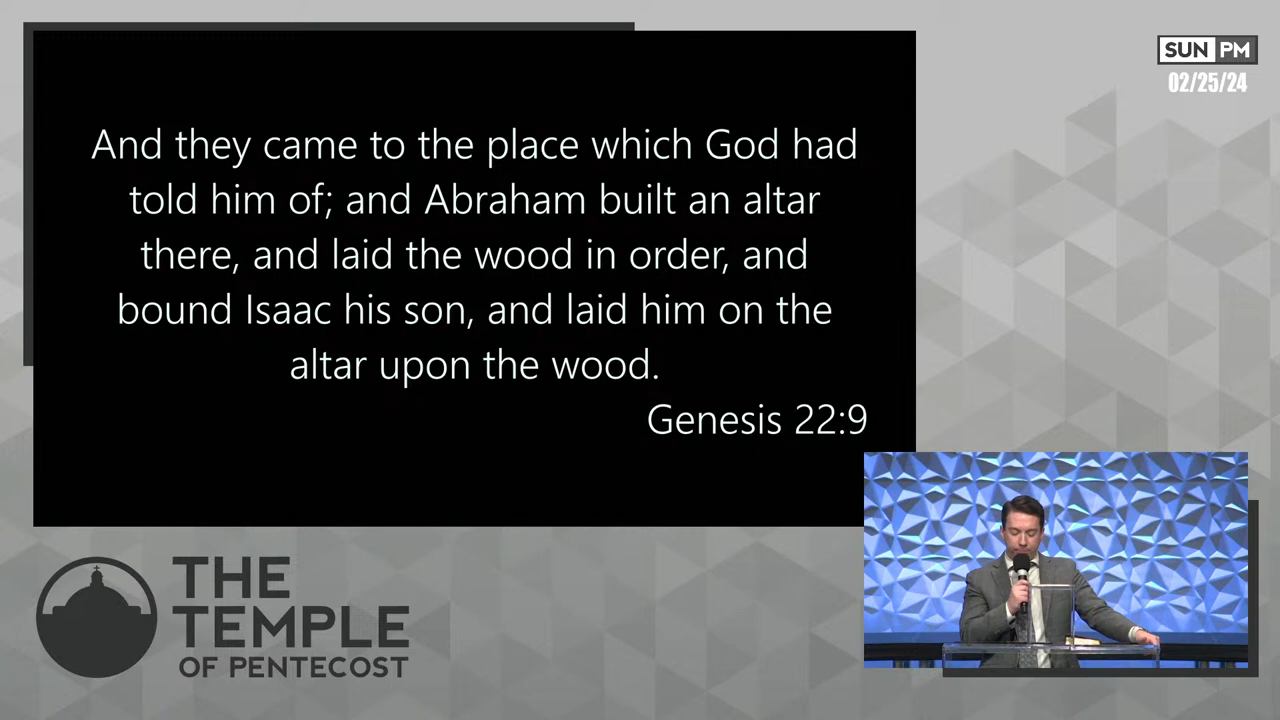 SUN PM
02/25/24
And they came to the place which God had
told him of; and Abraham built an altar
there, and laid the wood in order, and
bound Isaac his son, and laid him on the
altar upon the wood.
Genesis 22:9
THE
TEMPLE
OF PENTECOST